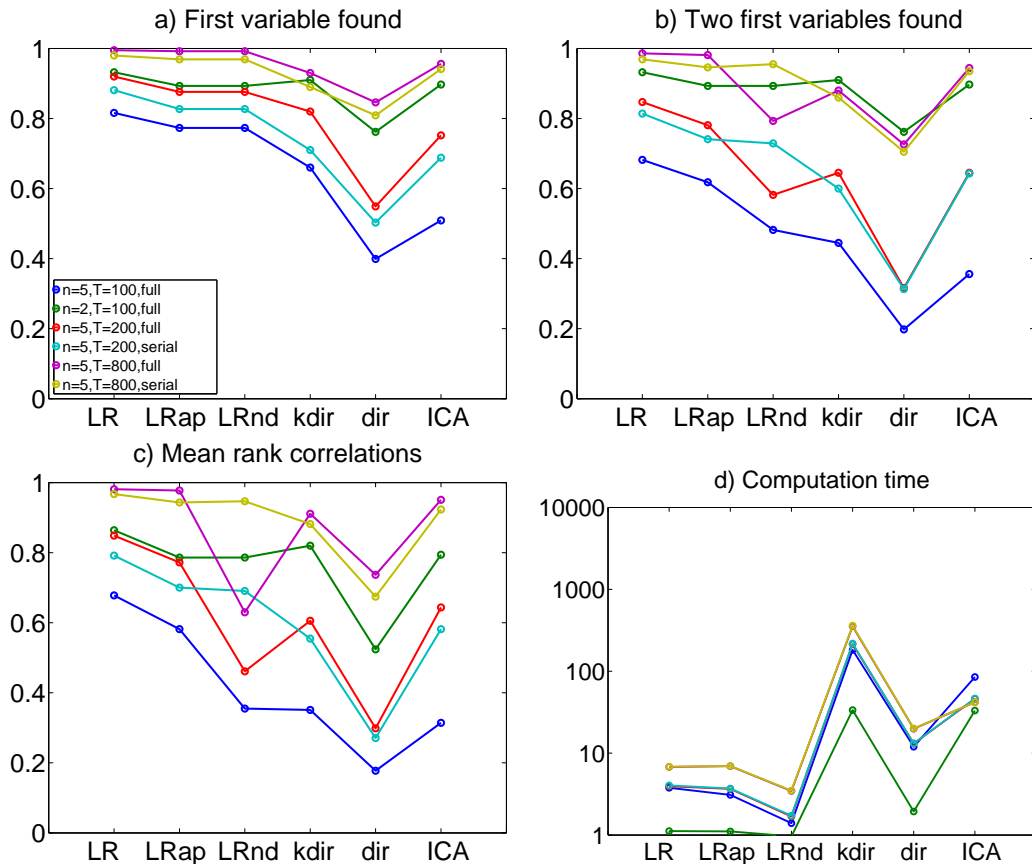 a) First variable found
1
0.8
0.6
0.4
0.2
0
n=5,T=100,full
n=2,T=100,full
n=5,T=200,full
n=5,T=200,serial
n=5,T=800,full
n=5,T=800,serial
LR LRap LRnd kdir dir ICA
b) Two first variables found
1
0.8
0.6
0.4
0.2
0
LR LRap LRnd kdir dir ICA
c) Mean rank correlations
1
0.8
0.6
0.4
0.2
0
LR LRap LRnd kdir dir ICA
d) Computation time
10000
1000
100
10
1
LR LRap LRnd kdir dir ICA